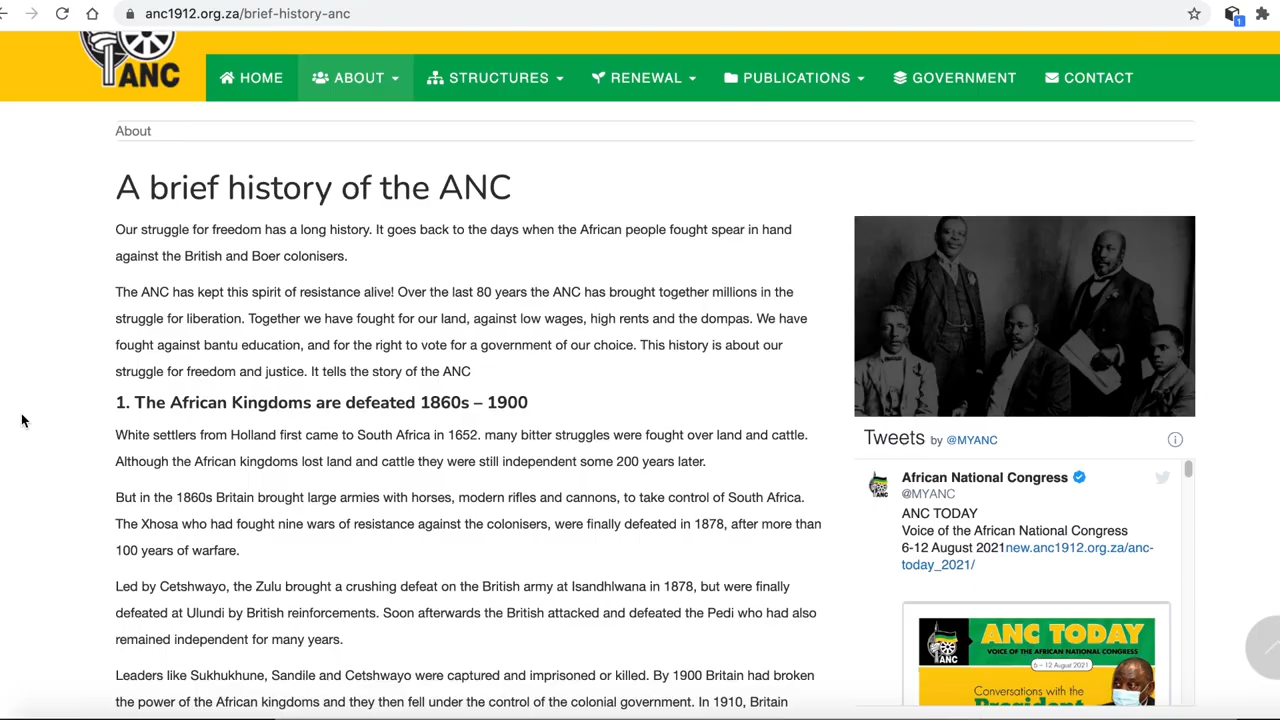 anc1912.org.za/brief-history-anc
1
ANC
HOME
ABOUT
STRUCTURES
RENEWAL
PUBLICATIONS
GOVERNMENT
CONTACT
About
A brief history of the ANC
Our struggle for freedom has a long history. It goes back to the days when the African people fought spear in hand
against the British and Boer colonisers.
The ANC has kept this spirit of resistance alive! Over the last 80 years the ANC has brought together millions in the
struggle for liberation. Together we have fought for our land, against low wages, high rents and the dompas. We have
fought against bantu education, and for the right to vote for a government of our choice. This history is about our
struggle for freedom and justice. It tells the story of the ANC
1. The African Kingdoms are defeated 1860s – 1900
White settlers from Holland first came to South Africa in 1652. many bitter struggles were fought over land and cattle.
Although the African kingdoms lost land and cattle they were still independent some 200 years later.
But in the 1860s Britain brought large armies with horses, modern rifles and cannons, to take control of South Africa.
The Xhosa who had fought nine wars of resistance against the colonisers, were finally defeated in 1878, after more than
100 years of warfare.
Led by Cetshwayo, the Zulu brought a crushing defeat on the British army at Isandhlwana in 1878, but were finally
defeated at Ulundi by British reinforcements. Soon afterwards the British attacked and defeated the Pedi who had also
remained independent for many years.
Leaders like Sukhukhune, Sandile and Cetshwayo were captured and imprisoned or killed. By 1900 Britain had broken
the power of the African kingdoms and they then fell under the control of the colonial government. In 1910, Britain
Tweets by @MYANC
African National Congress
@MYANC
ANC TODAY
Voice of the African National Congress
6-12 August 2021new.anc1912.org.za/anc-
today_2021/
ANC TODAY
VOICE OF THE AFRICAN NATIONAL CONGRESS
6 – 12 August 2021
Conversations with the
President